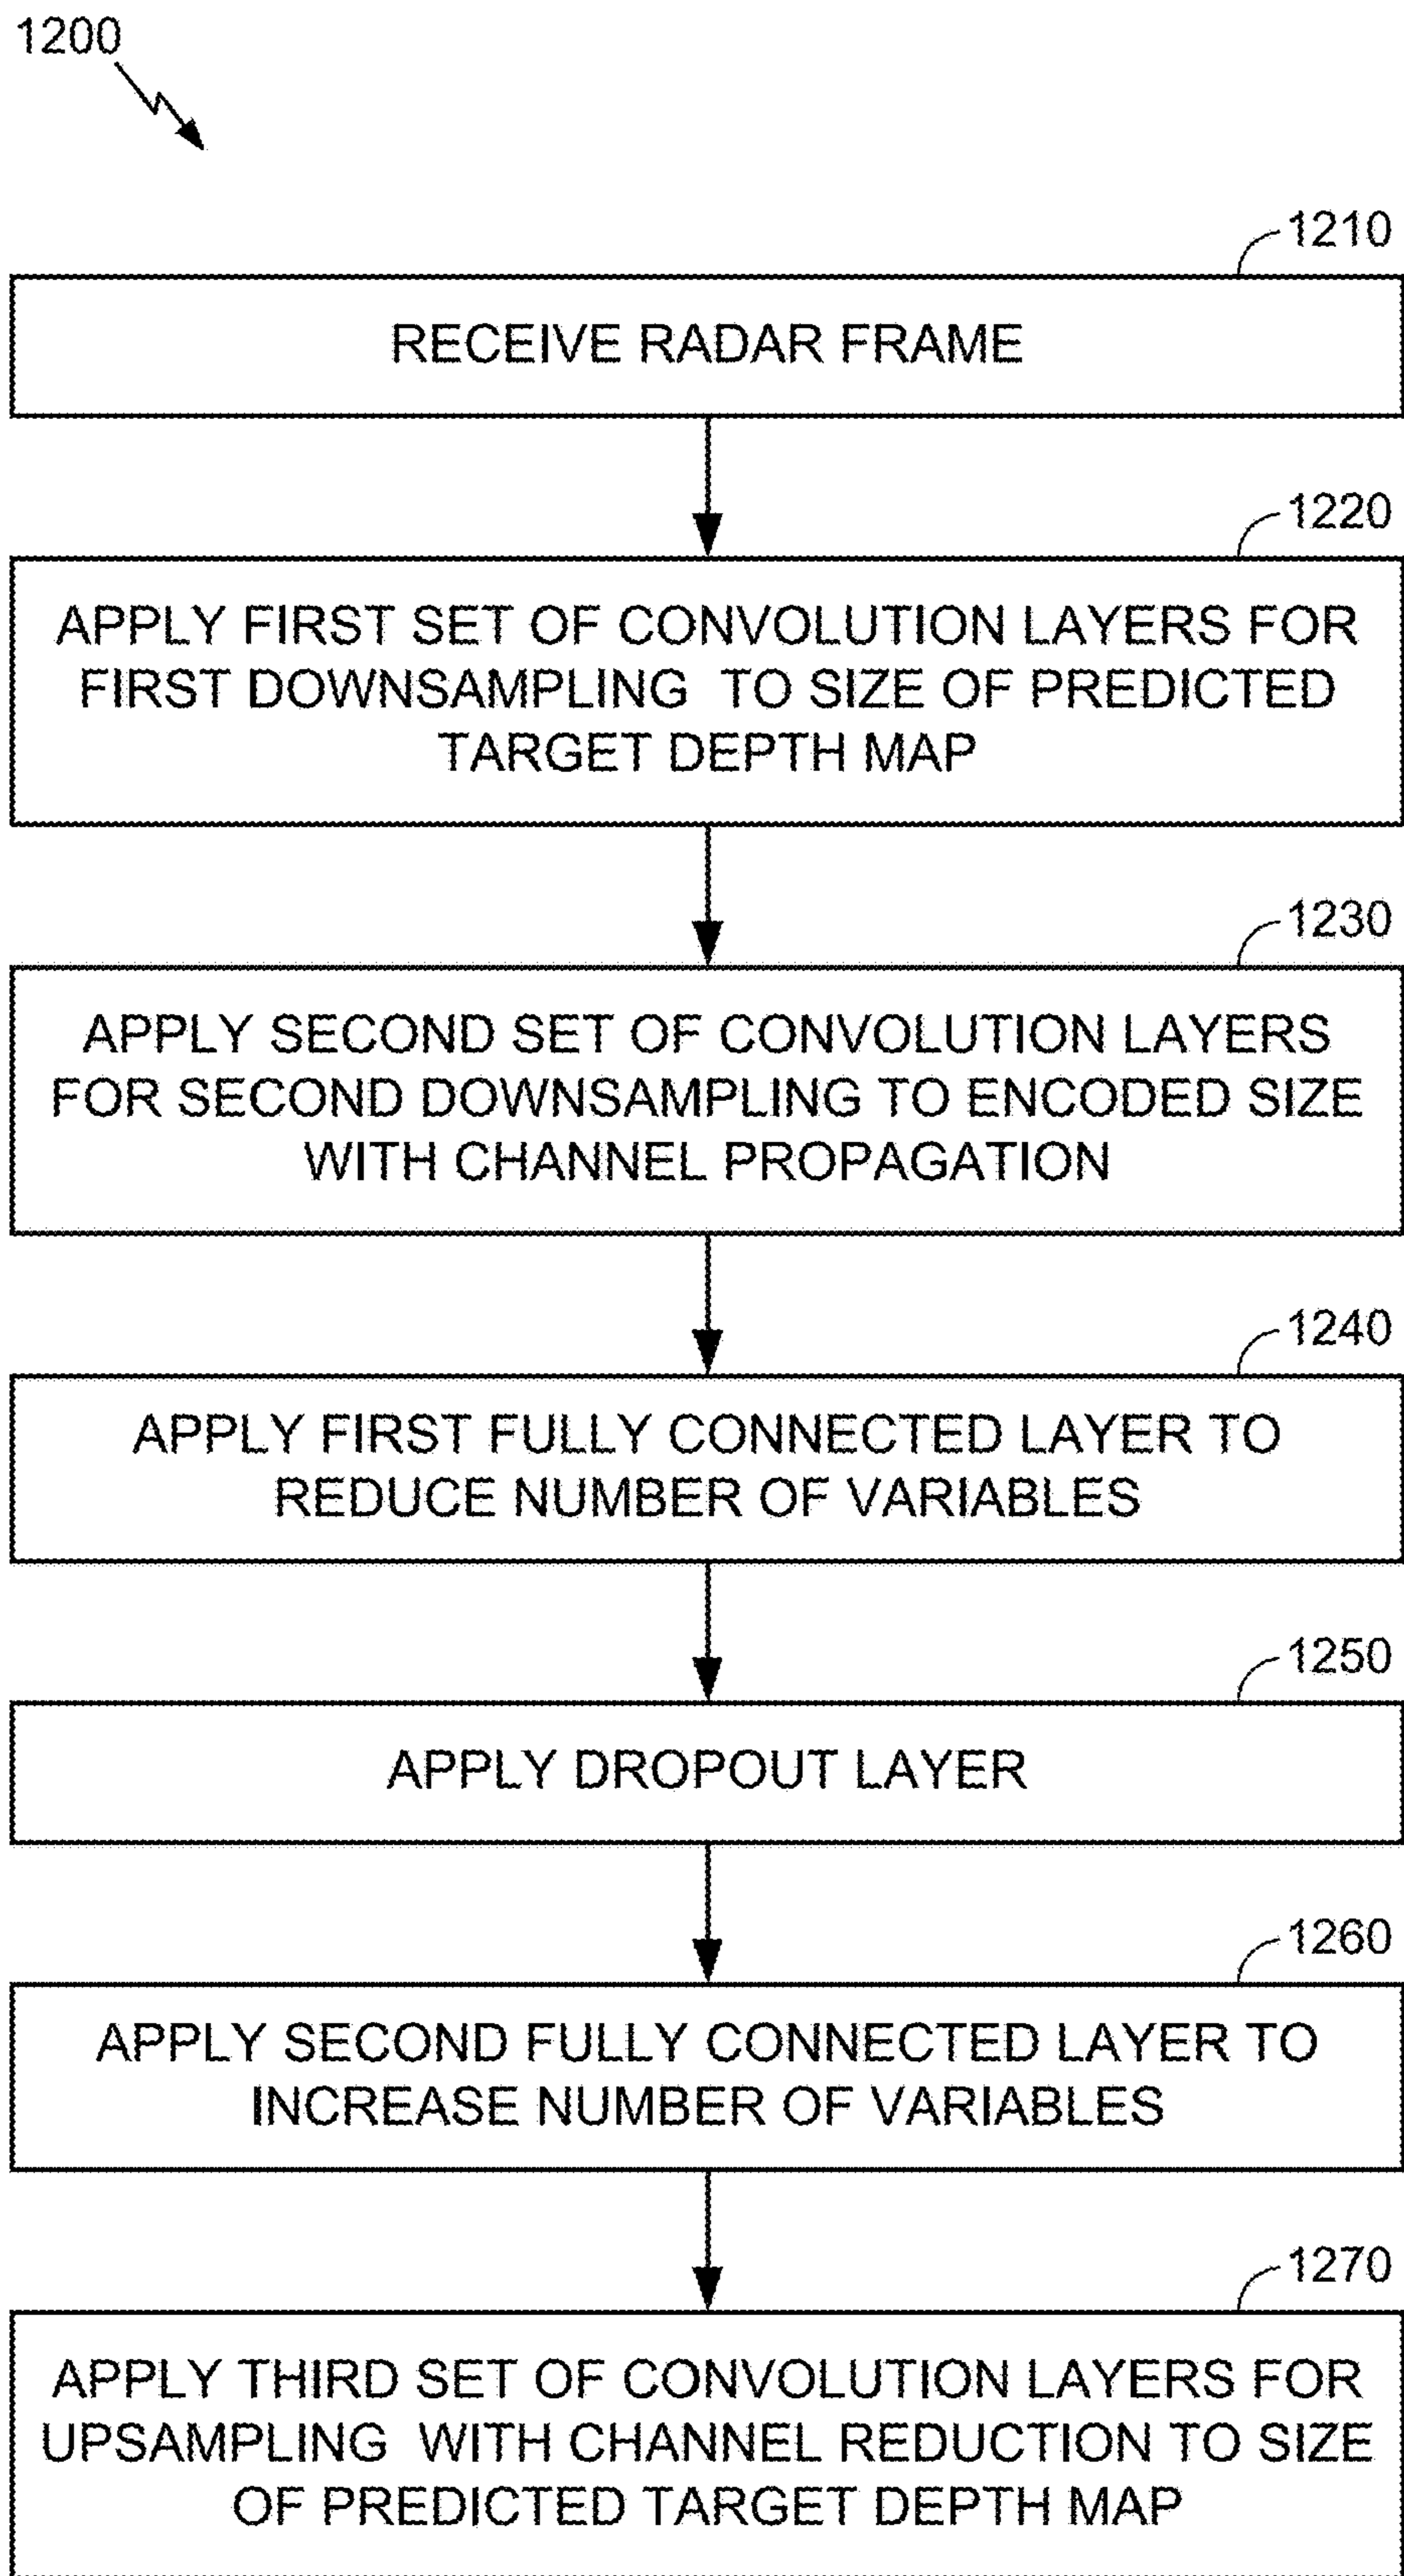 1200
1210
RECEIVE RADAR FRAME
1220
APPLY FIRST SET OF CONVOLUTION LAYERS FOR
FIRST DOWNSAMPLING TO SIZE OF PREDICTED
TARGET DEPTH MAP
1230
APPLY SECOND SET OF CONVOLUTION LAYERS
FOR SECOND DOWNSAMPLING TO ENCODED SIZE
WITH CHANNEL PROPAGATION
1240
APPLY FIRST FULLY CONNECTED LAYER TO
REDUCE NUMBER OF VARIABLES
1250
APPLY DROPOUT LAYER
1260
APPLY SECOND FULLY CONNECTED LAYER TO
INCREASE NUMBER OF VARIABLES
1270
APPLY THIRD SET OF CONVOLUTION LAYERS FOR
UPSAMPLING WITH CHANNEL REDUCTION TO SIZE
OF PREDICTED TARGET DEPTH MAP